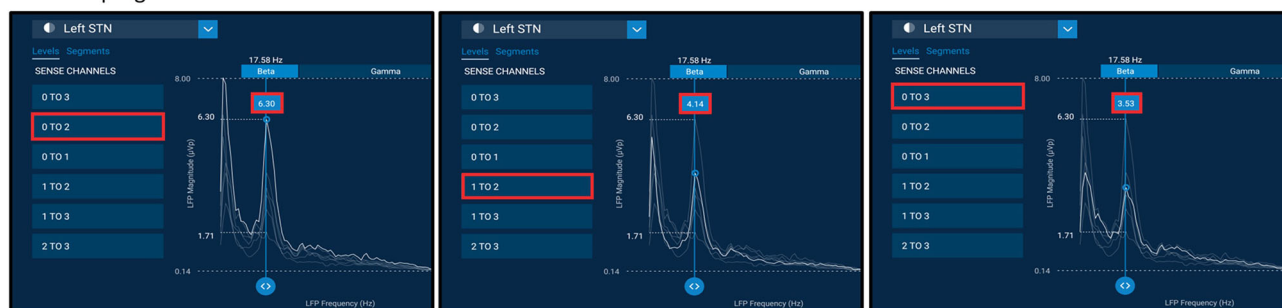 Left STN
Levels Segments
SENSE CHANNELS
0 TO 3
0 TO 2
0 TO 1
1 TO 2
1 TO 3
2 TO 3
17.58 Hz
Beta Gamma
8.00
6.30
6.30
LFP Magnitude (µVp)
1.71
0.14
LFP Frequency (Hz)
Left STN
Levels Segments
SENSE CHANNELS
0 TO 3
0 TO 2
0 TO 1
1 TO 2
1 TO 3
2 TO 3
17.58 Hz
Beta Gamma
8.00
4.14
6.30
LFP Magnitude (µVp)
1.71
0.14
LFP Frequency (Hz)
Left STN
Levels Segments
SENSE CHANNELS
0 TO 3
0 TO 2
0 TO 1
1 TO 2
1 TO 3
2 TO 3
17.58 Hz
Beta Gamma
8.00
3.53
6.30
LFP Magnitude (µVp)
1.71
0.14
LFP Frequency (Hz)